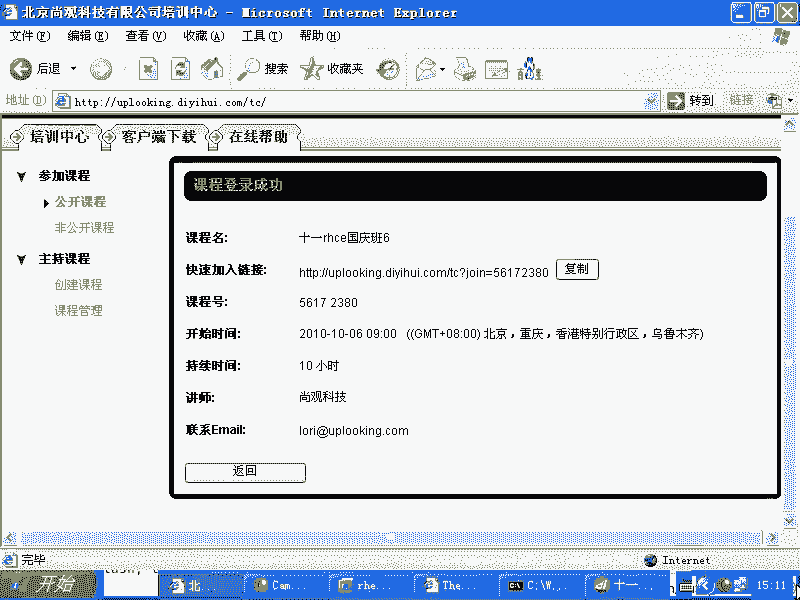 北京尚观科技有限公司培训中心 - Microsoft Internet Explorer
文件(F) 编辑(E) 查看(V) 收藏(A) 工具(T) 帮助(H)
后退 搜索 收藏夹
地址(D) http://uplooking.diyihui.com/tc/ 转到 链接
培训中心 客户端下载 在线帮助
参加课程
公开课程
非公开课程
主持课程
创建课程
课程管理
课程登录成功
课程名: 十一rhce国庆班6
快速加入链接: http://uplooking.diyihui.com/tc?join=56172380 复制
课程号: 5617 2380
开始时间: 2010-10-06 09:00 ((GMT+08:00) 北京，重庆，香港特别行政区，乌鲁木齐)
持续时间: 10 小时
讲师: 尚观科技
联系Email: lori@uplooking.com
返回
完毕 Internet
开始 北... Cam... rhe... The... C:\W... 十一... 15:11